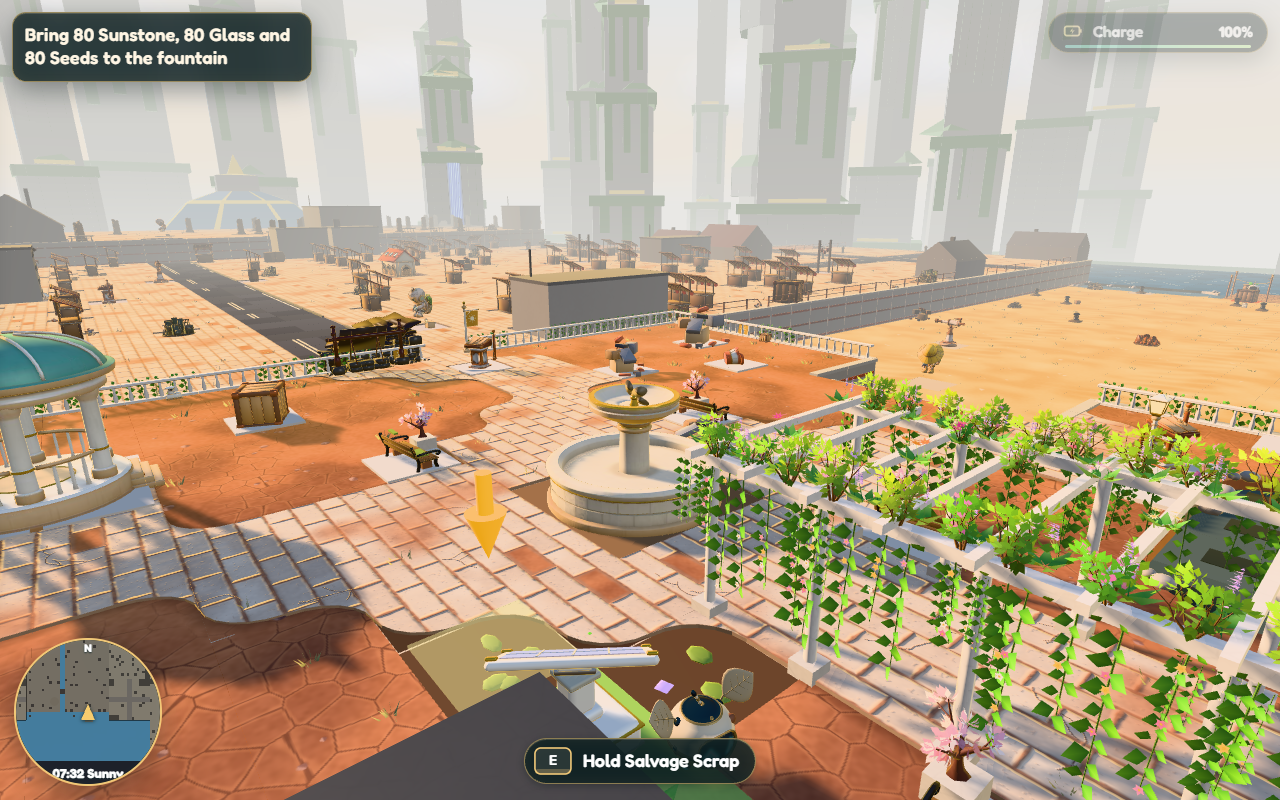 Bring 80 Sunstone, 80 Glass and
80 Seeds to the fountain
Charge 100%
N
07:32 Sunny
E Hold Salvage Scrap